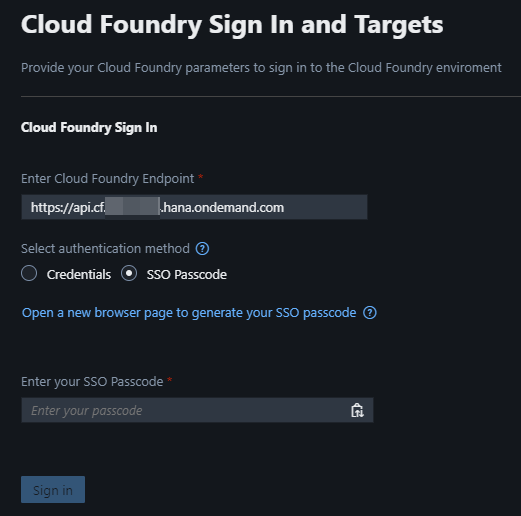 Cloud Foundry Sign In and Targets
Provide your Cloud Foundry parameters to sign in to the Cloud Foundry enviroment
Cloud Foundry Sign In
Enter Cloud Foundry Endpoint *
https://api.cf. .hana.ondemand.com
Select authentication method ?
Credentials SSO Passcode
Open a new browser page to generate your SSO passcode ?
Enter your SSO Passcode *
Enter your passcode
Sign in